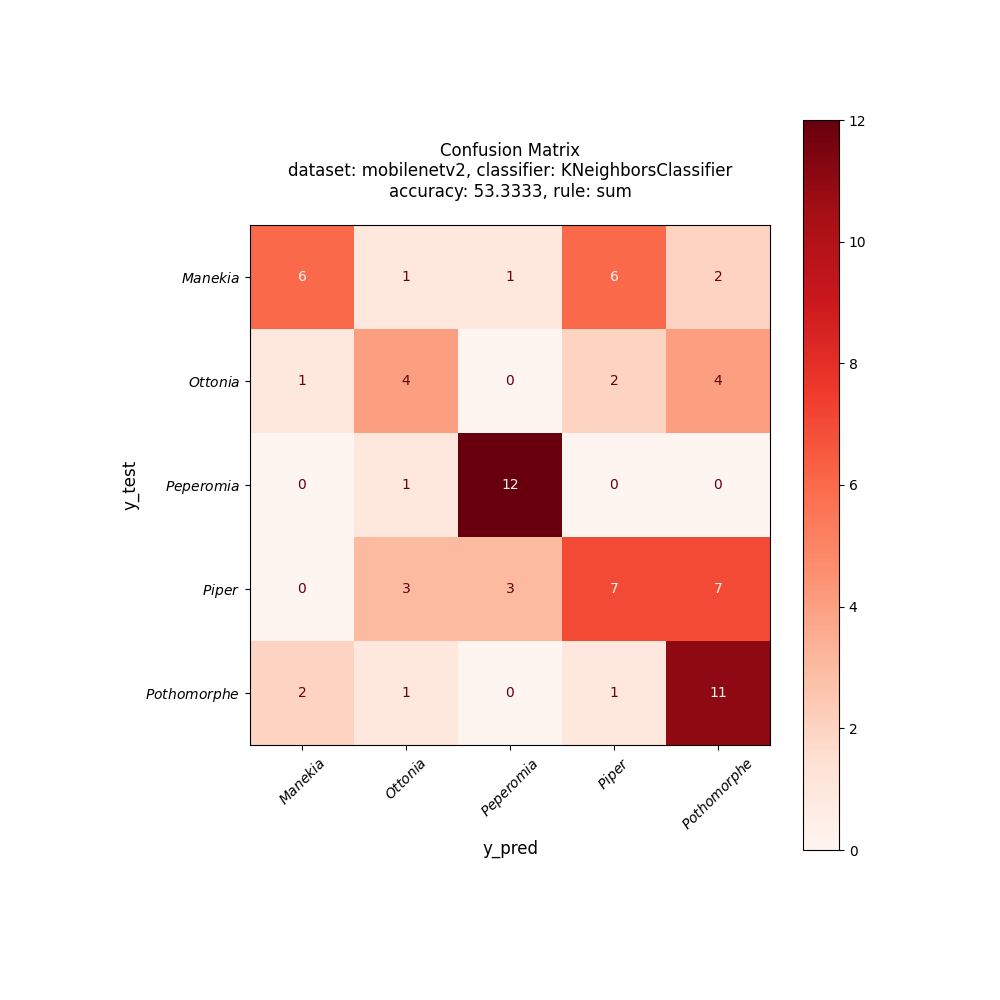 Confusion Matrix
dataset: mobilenetv2, classifier: KNeighborsClassifier
accuracy: 53.3333, rule: sum
y_test
Manekia 6 1 1 6 2
Ottonia 1 4 0 2 4
Peperomia 0 1 12 0 0
Piper 0 3 3 7 7
Pothomorphe 2 1 0 1 11
Manekia Ottonia Peperomia Piper Pothomorphe
y_pred
12
10
8
6
4
2
0